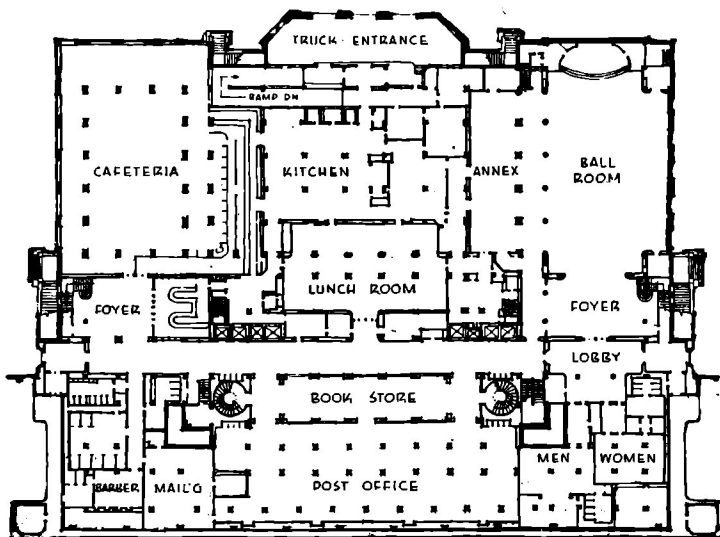 TRUCK ENTRANCE
RAMP DN
CAFETERIA
KITCHEN
ANNEX
BALL
ROOM
LUNCH ROOM
FOYER
FOYER
LOBBY
BOOK STORE
MEN
WOMEN
BARBER
MAIL'G
POST OFFICE